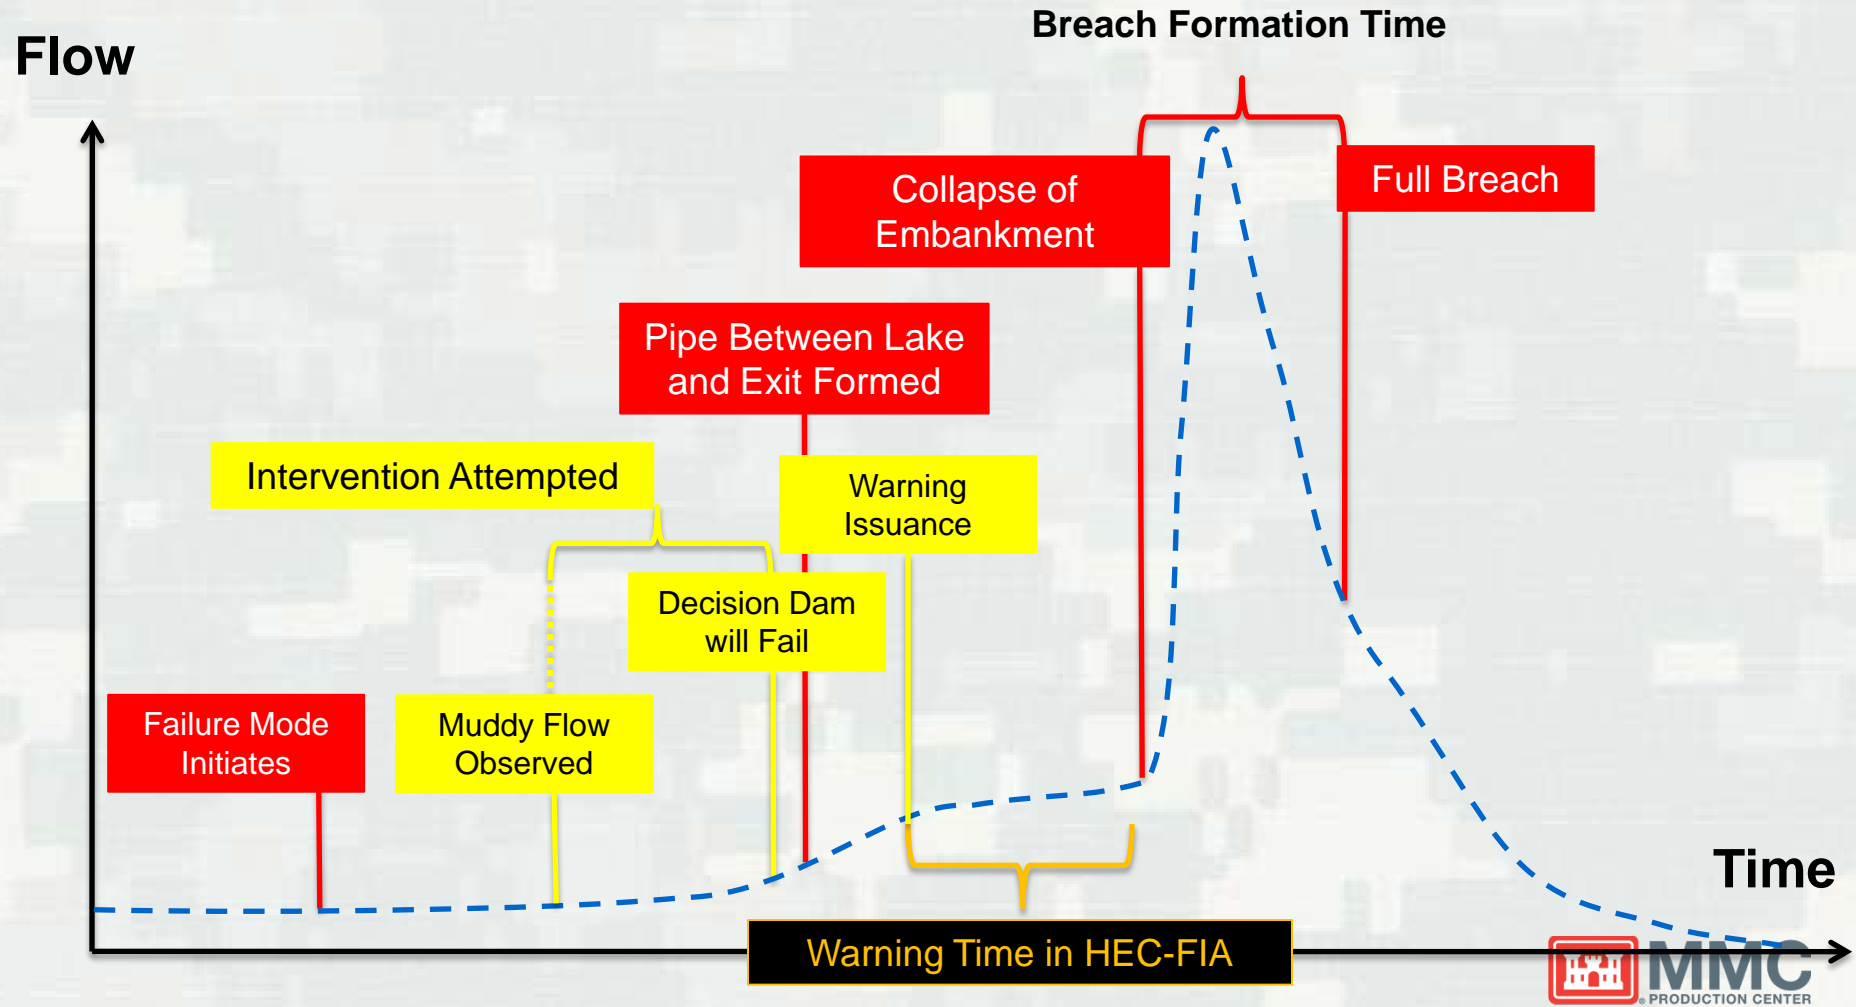 Breach Formation Time
Flow
Collapse of
Embankment
Full Breach
Pipe Between Lake
and Exit Formed
Intervention Attempted
Warning
Issuance
Decision Dam
will Fail
Failure Mode
Initiates
Muddy Flow
Observed
Time
Warning Time in HEC-FIA
MMC
® PRODUCTION CENTER